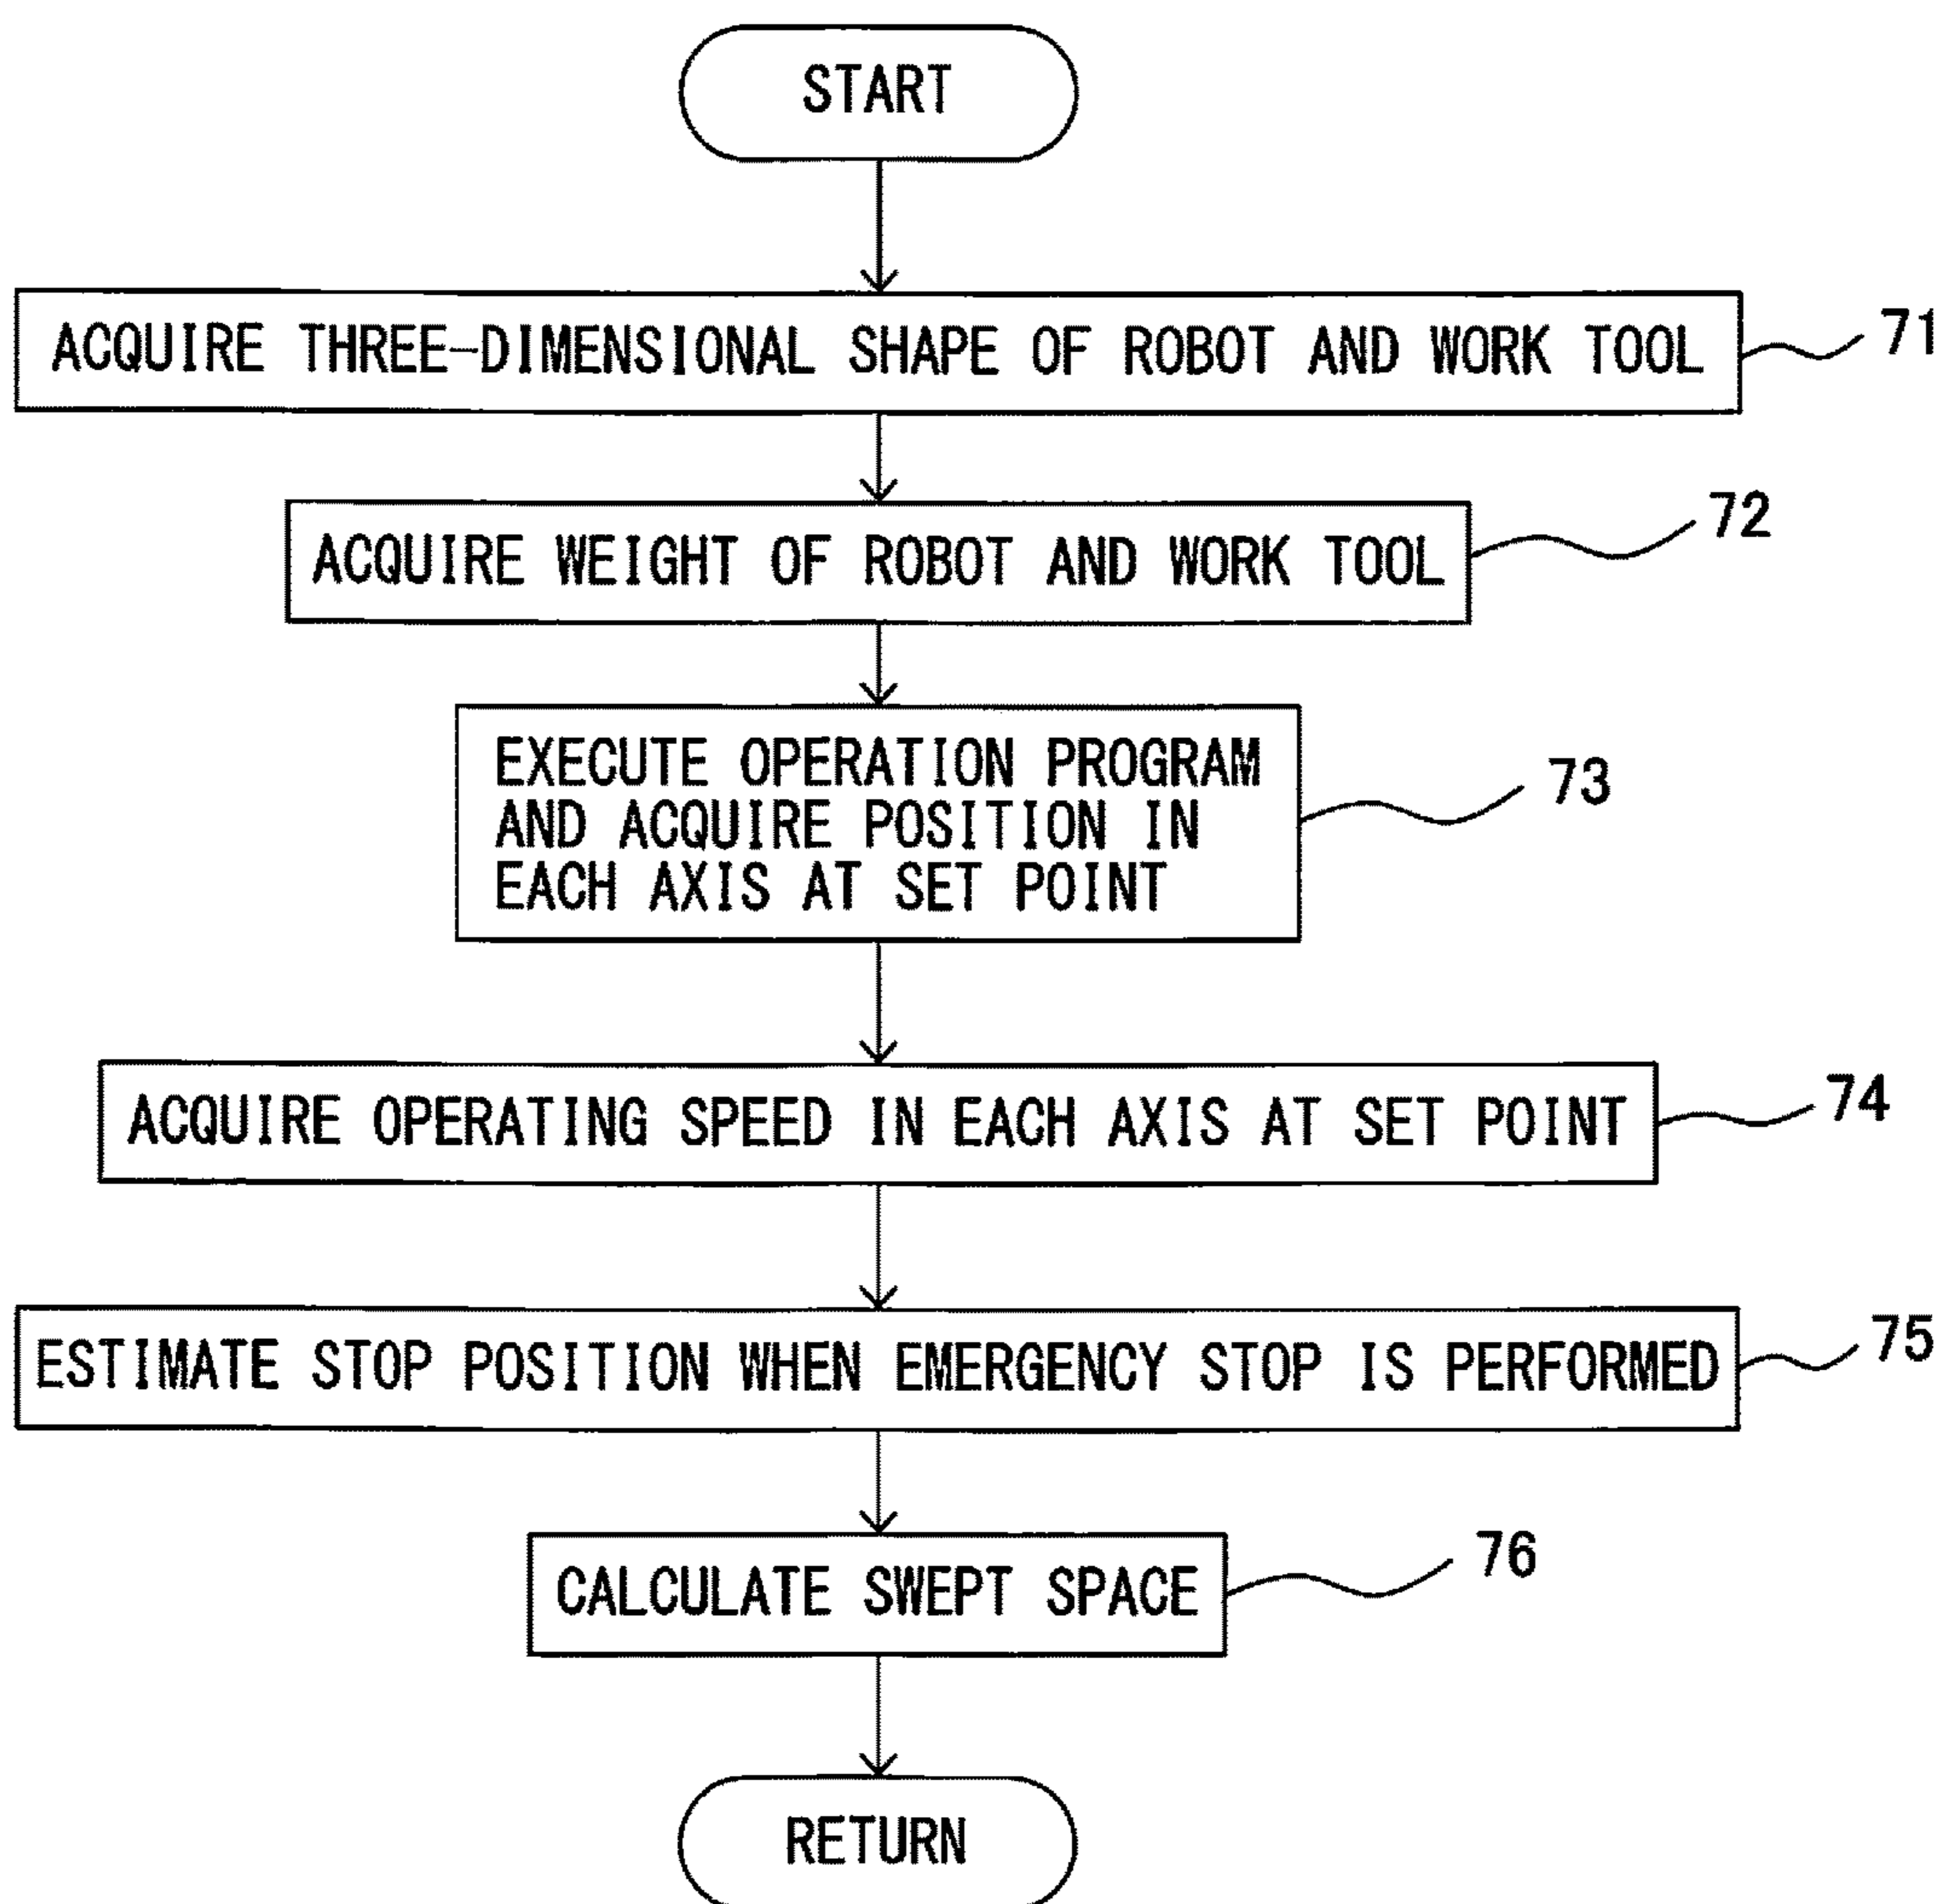 START
ACQUIRE THREE-DIMENSIONAL SHAPE OF ROBOT AND WORK TOOL
71
ACQUIRE WEIGHT OF ROBOT AND WORK TOOL
72
EXECUTE OPERATION PROGRAM
AND ACQUIRE POSITION IN
EACH AXIS AT SET POINT
73
ACQUIRE OPERATING SPEED IN EACH AXIS AT SET POINT
74
ESTIMATE STOP POSITION WHEN EMERGENCY STOP IS PERFORMED
75
CALCULATE SWEPT SPACE
76
RETURN